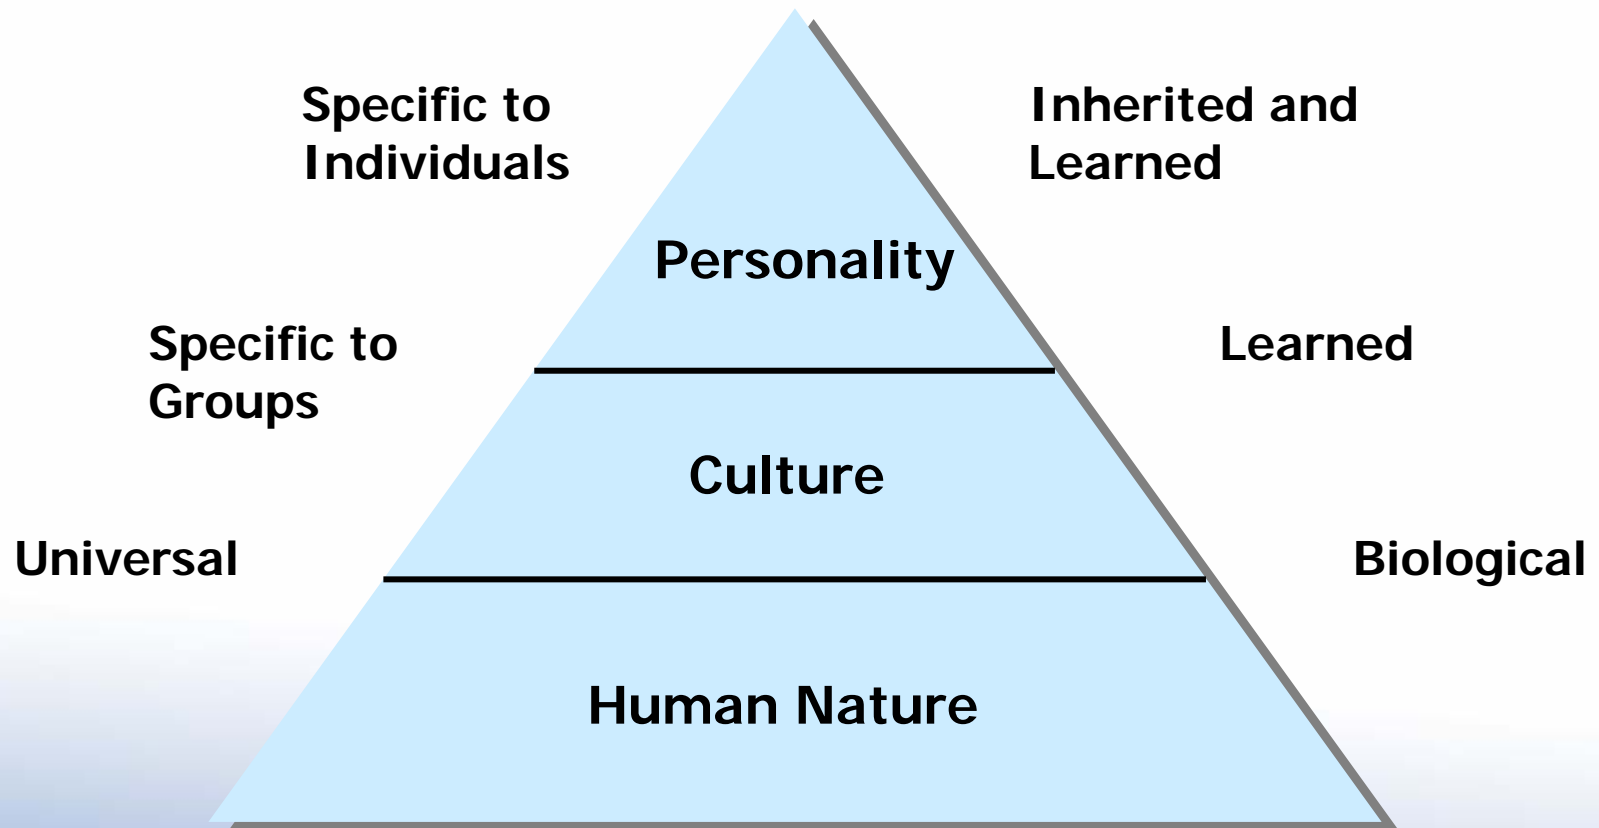 Specific to
Individuals
Inherited and
Learned
Personality
Specific to
Groups
Learned
Culture
Universal
Biological
Human Nature